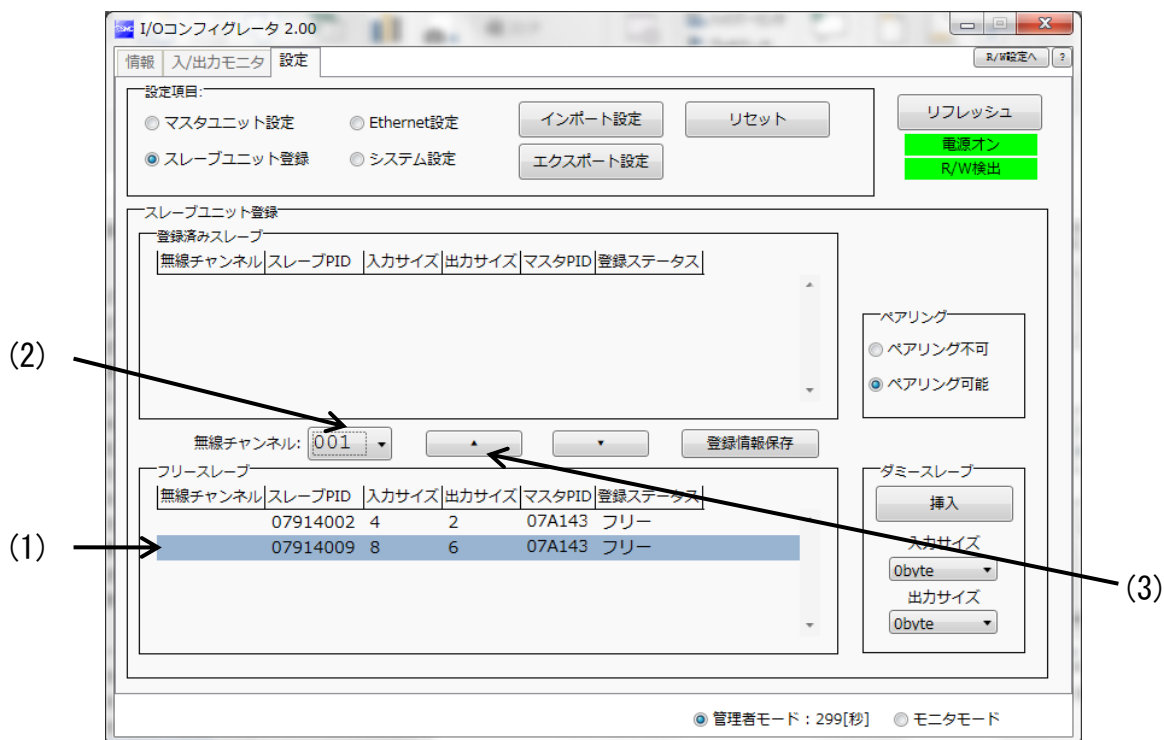 I/Oコンフィグレータ 2.00
情報 入/出力モニタ 設定 R/W設定へ ?
設定項目:
マスタユニット設定 Ethernet設定 インポート設定 リセット リフレッシュ
電源オン
スレーブユニット登録 システム設定 エクスポート設定 R/W検出
スレーブユニット登録
登録済みスレーブ
無線チャンネル スレーブPID 入力サイズ 出力サイズ マスタPID 登録ステータス
ペアリング
(2) ペアリング不可
ペアリング可能
無線チャンネル: 001 ▲ ▼ 登録情報保存
フリースレーブ ダミースレーブ
無線チャンネル スレーブPID 入力サイズ 出力サイズ マスタPID 登録ステータス 挿入
07914002 4 2 07A143 フリー
(1) 07914009 8 6 07A143 フリー 入力サイズ
0byte
(3)
出力サイズ
0byte
管理者モード:299[秒] モニタモード